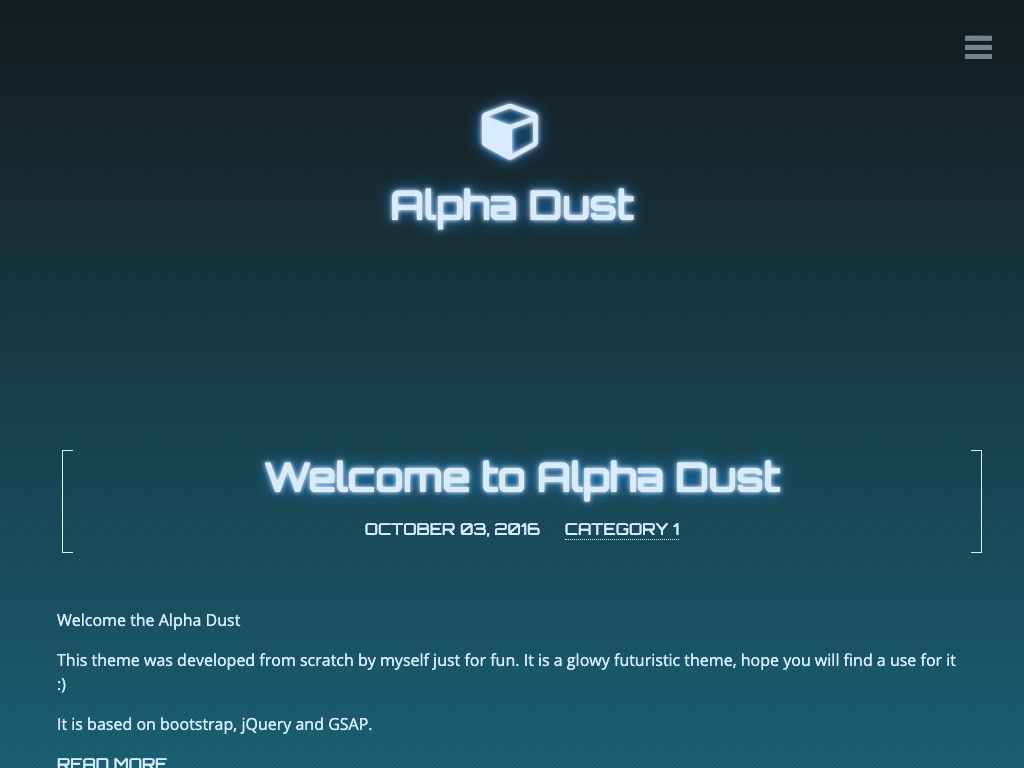 Alpha Dust
Welcome to Alpha Dust
OCTOBER 03, 2016 CATEGORY 1
Welcome the Alpha Dust
This theme was developed from scratch by myself just for fun. It is a glowy futuristic theme, hope you will find a use for it
:)
It is based on bootstrap, jQuery and GSAP.
READ MORE